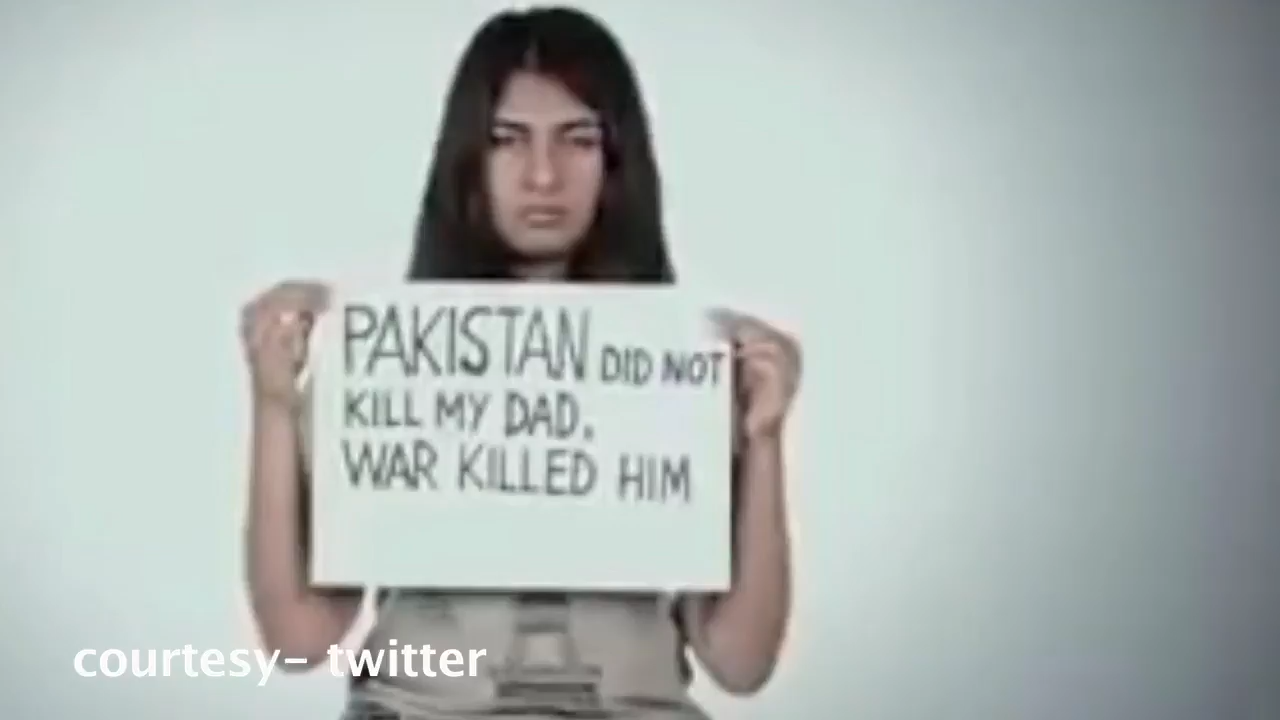 PAKISTAN DID NOT
KILL MY DAD.
WAR KILLED HIM
courtesy- twitter